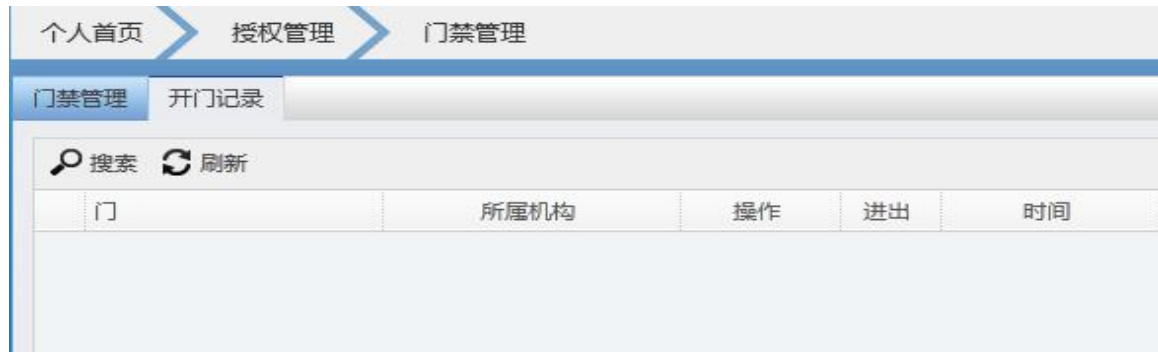 个人首页 授权管理 门禁管理
门禁管理 开门记录
搜索 刷新
门 所属机构 操作 进出 时间